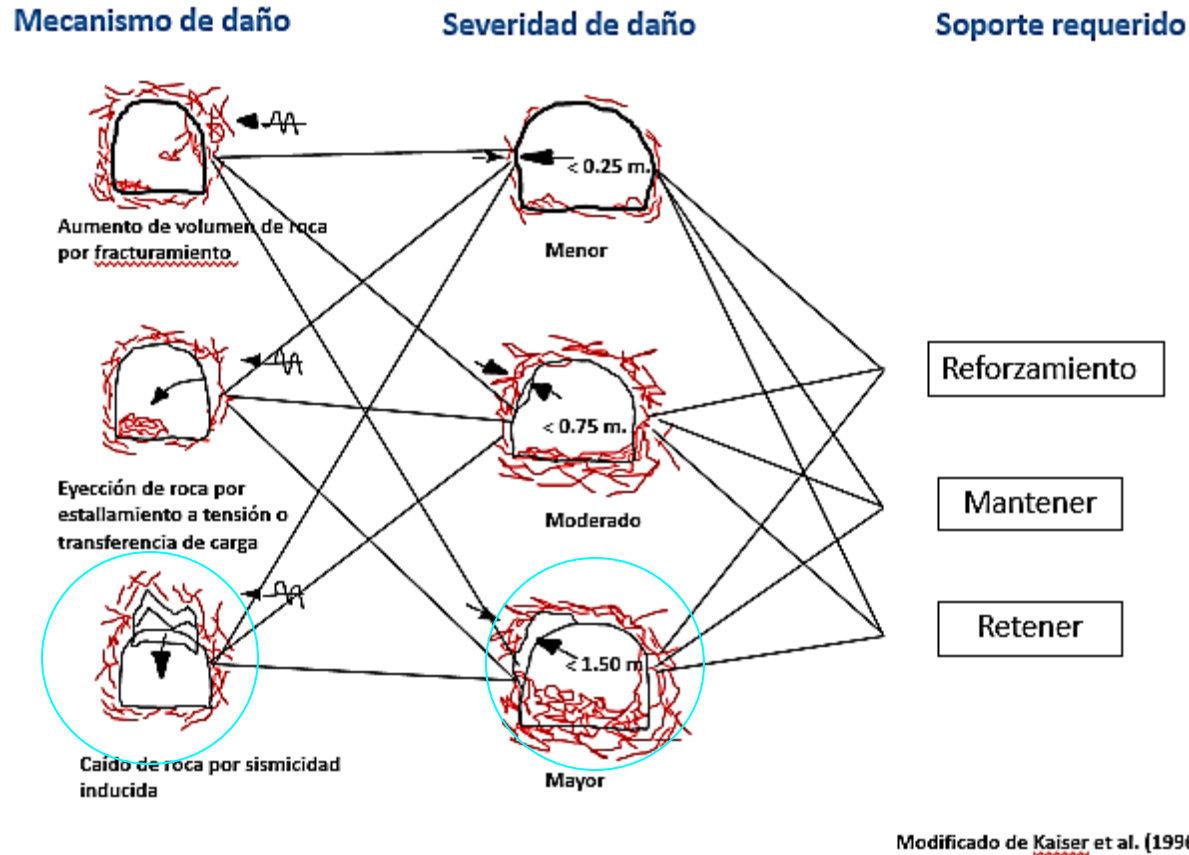 Mecanismo de daño
Severidad de daño
Soporte requerido
< 0.25 m.
Aumento de volumen de roca
por fracturamiento
Menor
Reforzamiento
< 0.75 m.
Eyección de roca por
estallamiento a tensión o
transferencia de carga
Moderado
Mantener
Retener
< 1.50 m
Caído de roca por sismicidad
inducida
Mayor
Modificado de Kaiser et al. (1996